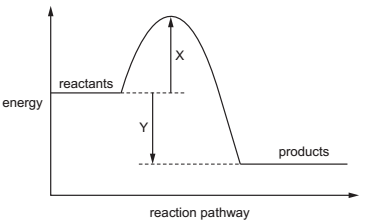 X
reactants
energy
Y
products
reaction pathway